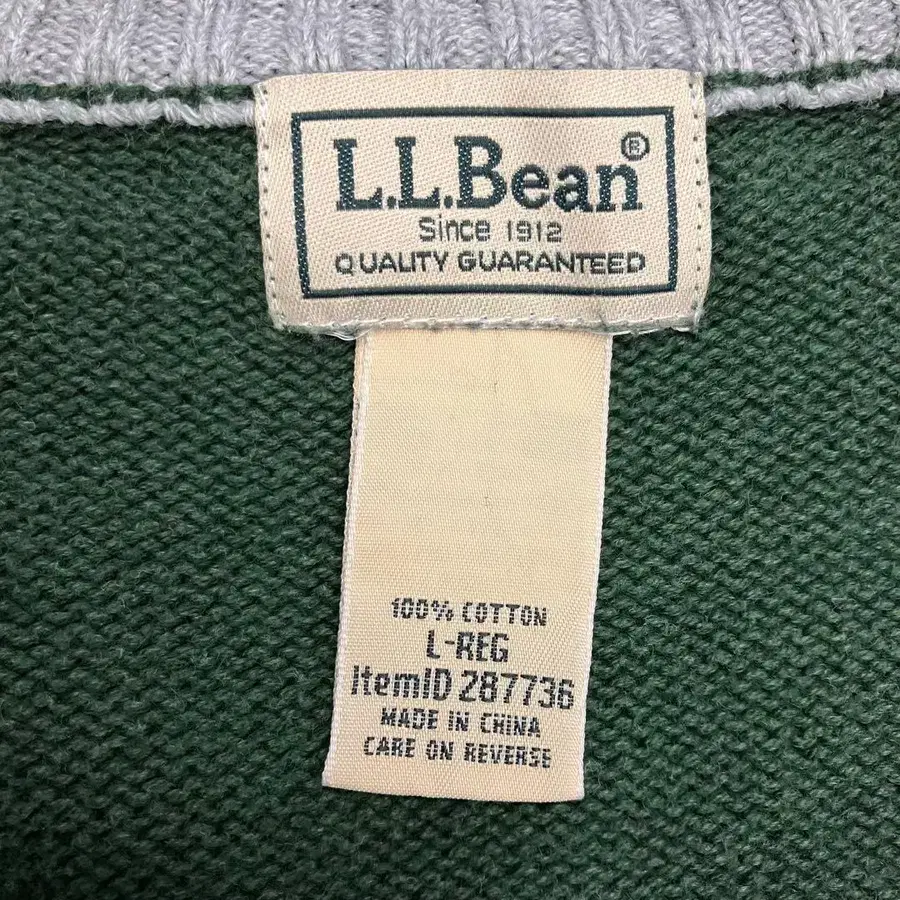 L.L.Bean®
Since 1912
QUALITY GUARANTEED
100% COTTON
L-REG
ItemID 287736
MADE IN CHINA
CARE ON REVERSE